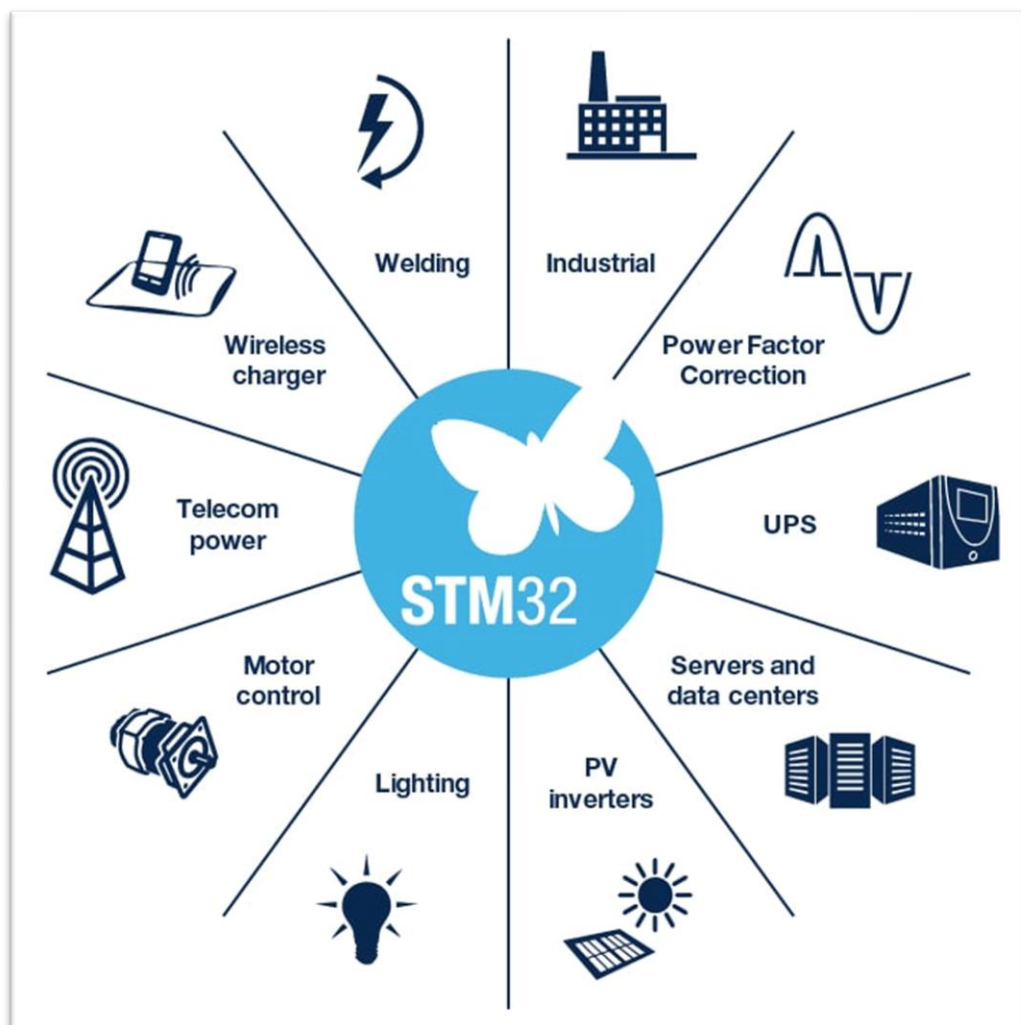 Welding
Industrial
Wireless
charger
Power Factor
Correction
Telecom
power
UPS
STM32
Motor
control
Servers and
data centers
Lighting
PV
inverters